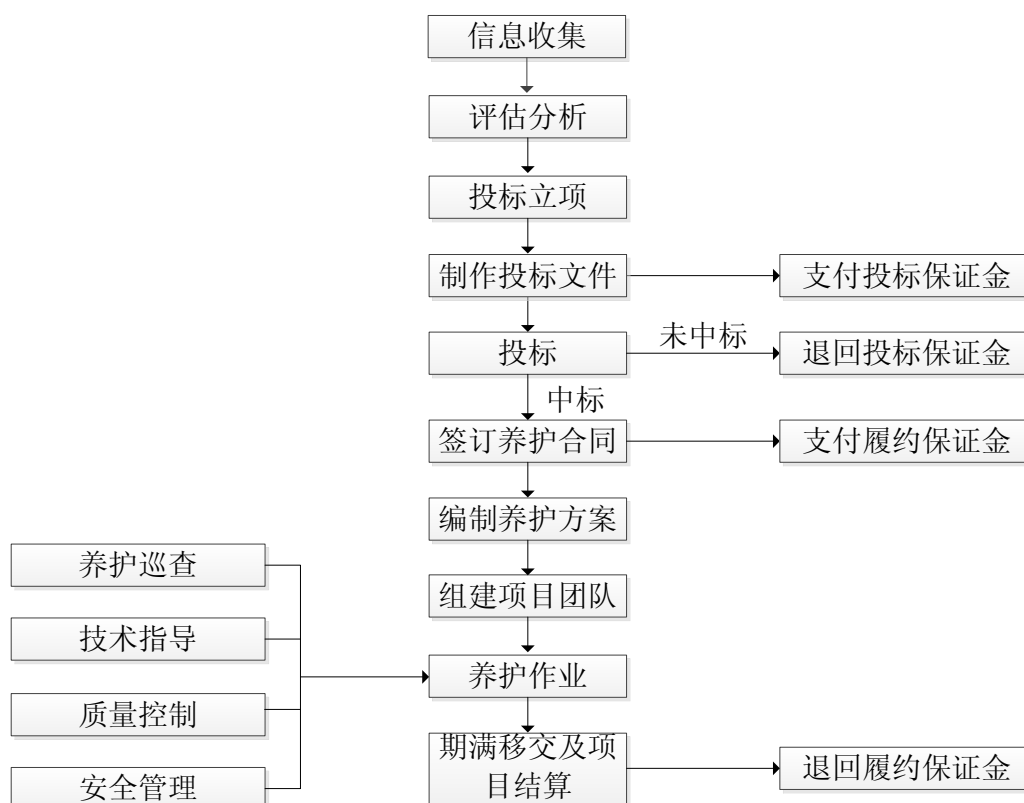 信息收集
评估分析
投标立项
制作投标文件
支付投标保证金
投标
未中标
退回投标保证金
中标
签订养护合同
支付履约保证金
编制养护方案
养护巡查
组建项目团队
技术指导
养护作业
质量控制
期满移交及项
目结算
退回履约保证金
安全管理